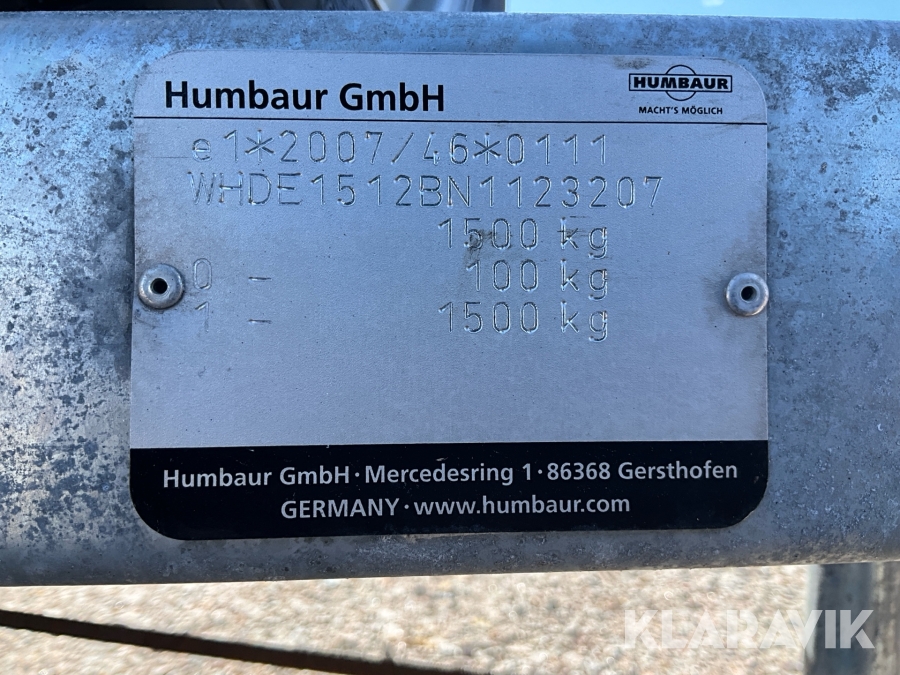 Humbaur GmbH
HUMBAUR
MACHT'S MÖGLICH
e1*2007/46*0111
WHDE1512BN1123207
1500 kg
0 - 100 kg
1 - 1500 kg
Humbaur GmbH · Mercedesring 1 · 86368 Gersthofen
GERMANY · www.humbaur.com
KLARAVIK